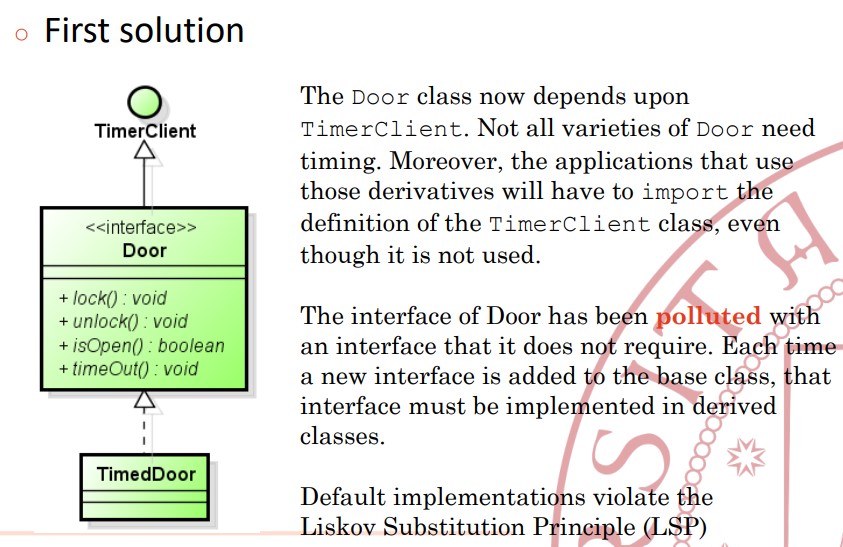 First solution
TimerClient
<<interface>>
Door
+ lock() : void
+ unlock() : void
+ isOpen() : boolean
+ timeOut() : void
TimedDoor
The Door class now depends upon
TimerClient. Not all varieties of Door need
timing. Moreover, the applications that use
those derivatives will have to import the
definition of the TimerClient class, even
though it is not used.
The interface of Door has been polluted with
an interface that it does not require. Each time
a new interface is added to the base class, that
interface must be implemented in derived
classes.
Default implementations violate the
Liskov Substitution Principle (LSP)
RSITA